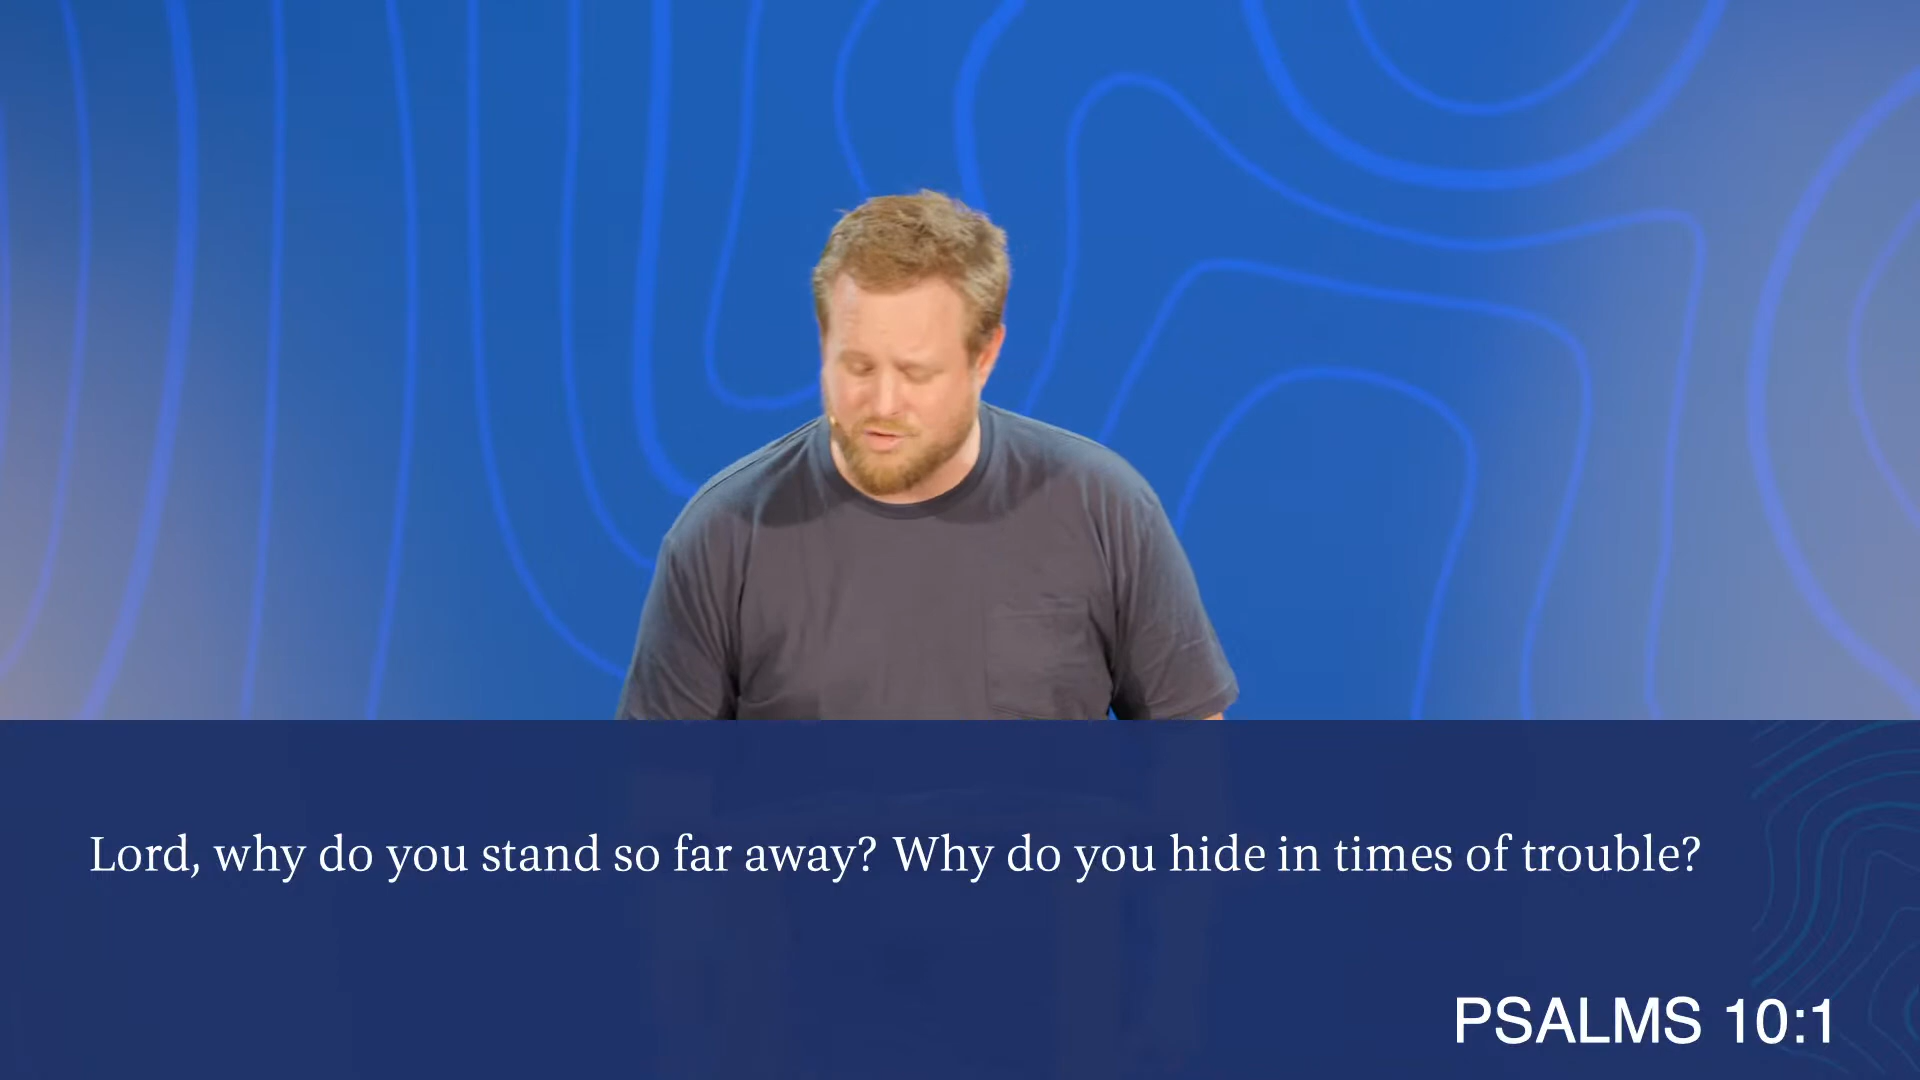 Lord, why do you stand so far away? Why do you hide in times of trouble?
PSALMS 10:1